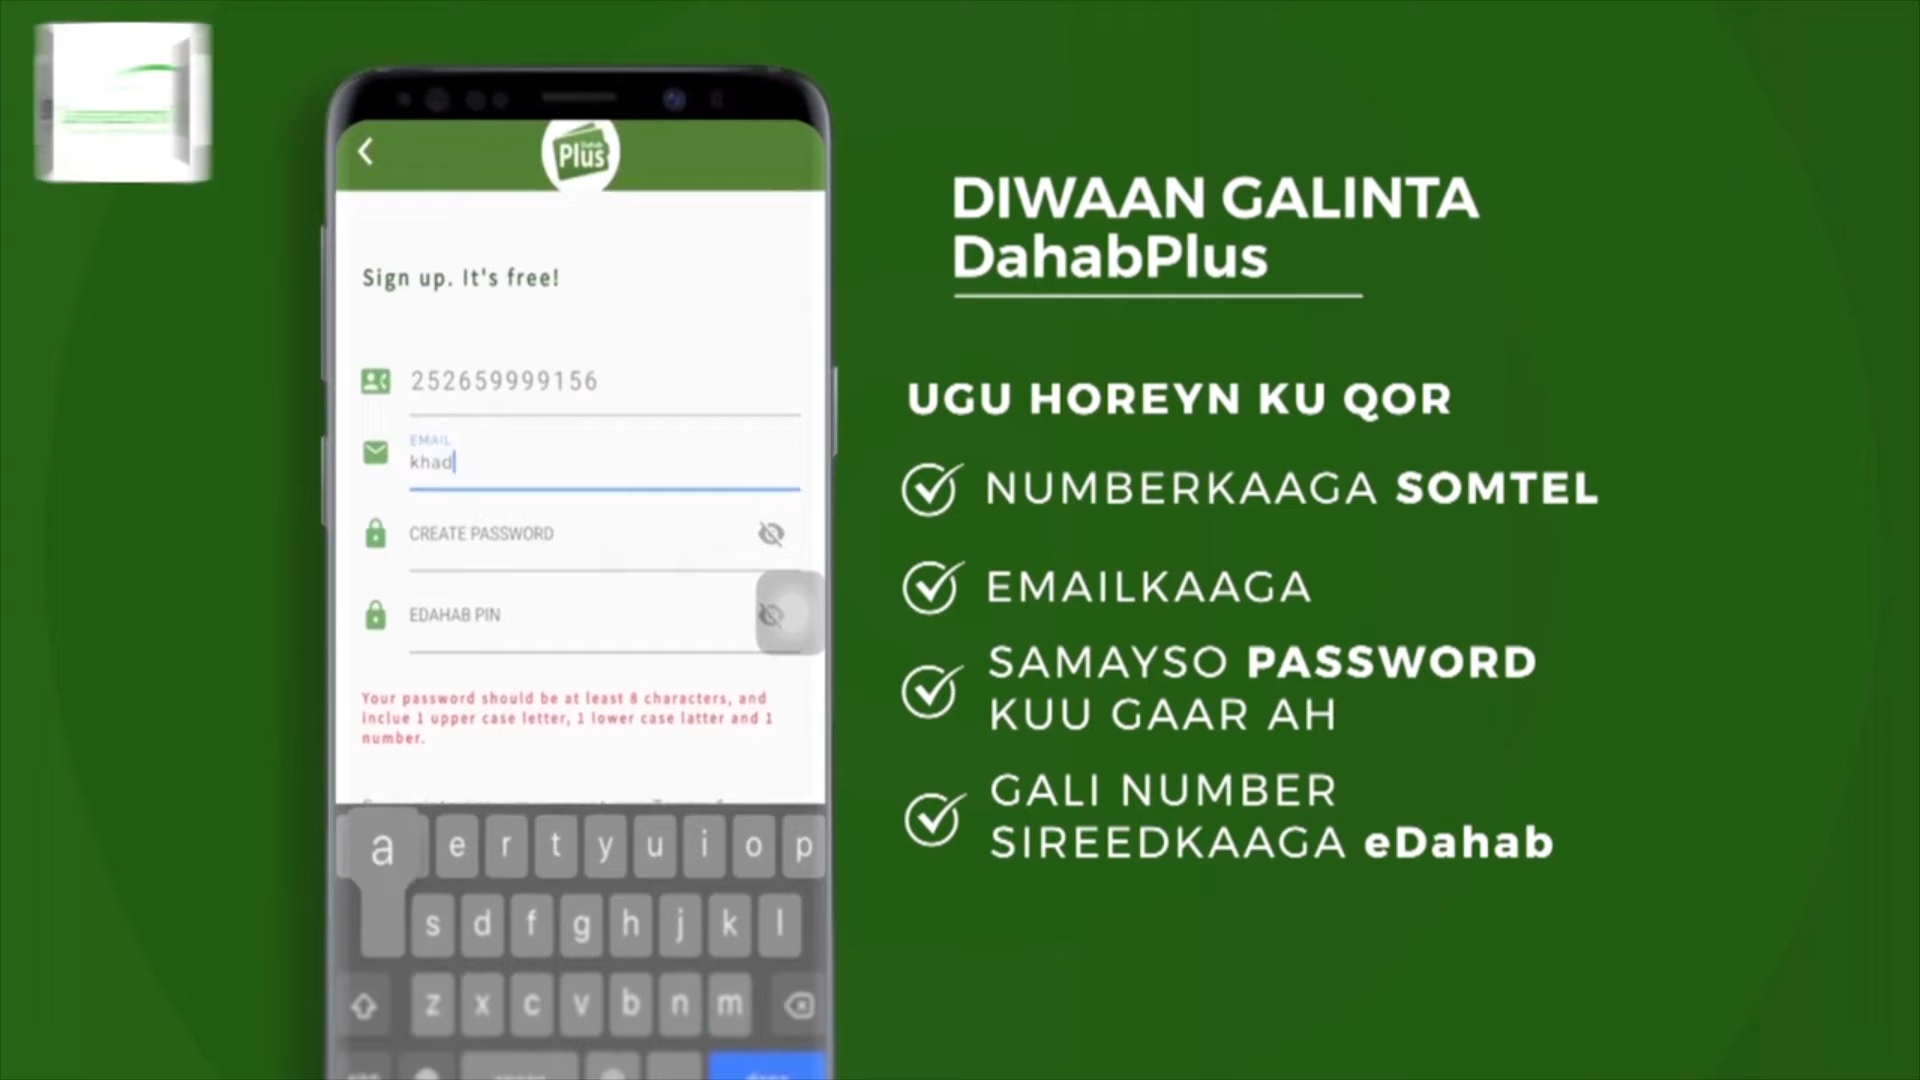 Dahab
Plus
Sign up. It's free!
252659999156
EMAIL
khad
CREATE PASSWORD
EDAHAB PIN
Your password should be at least 8 characters, and
inclue 1 upper case letter, 1 lower case latter and 1
number.
a e r t y u i o p
s d f g h j k l
z x c v b n m
DIWAAN GALINTA
DahabPlus
UGU HOREYN KU QOR
NUMBERKAAGA SOMTEL
EMAILKAAGA
SAMAYSO PASSWORD
KUU GAAR AH
GALI NUMBER
SIREEDKAAGA eDahab